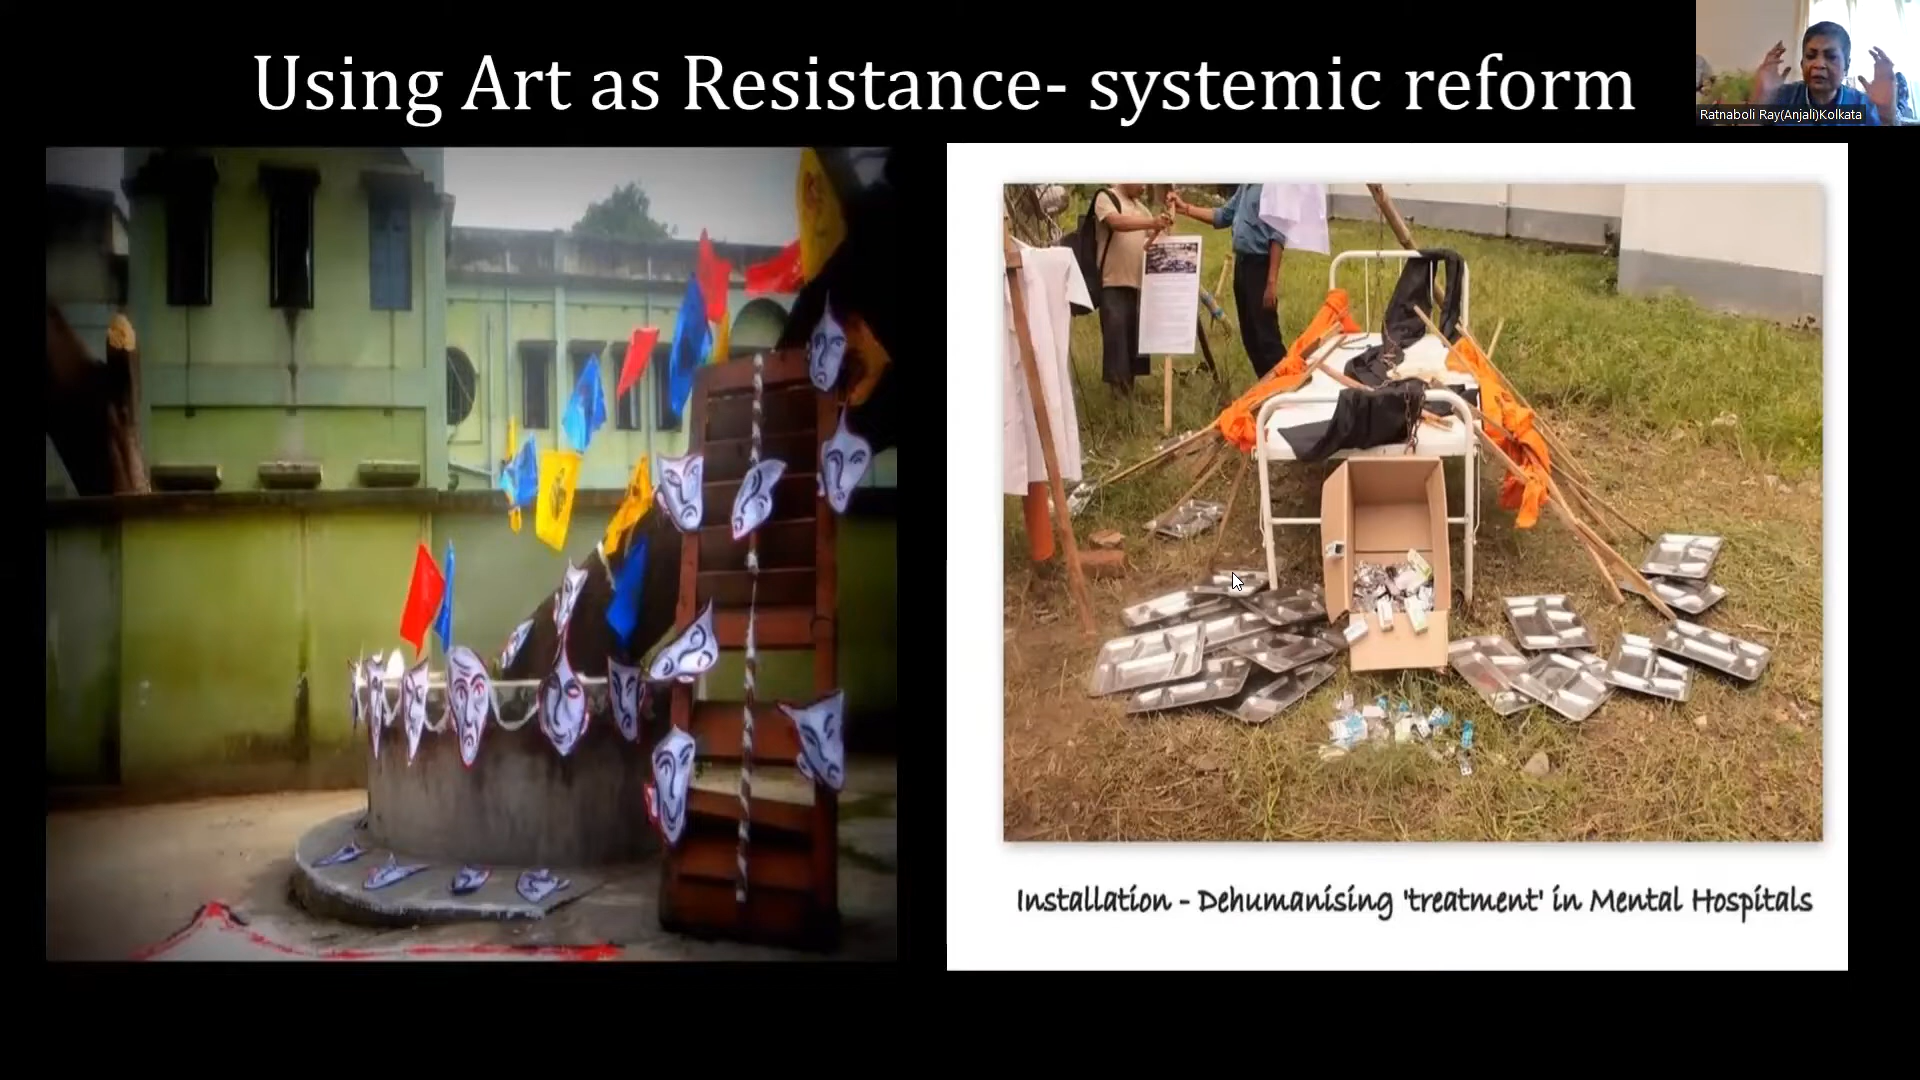 Using Art as Resistance- systemic reform
Ratnaboli Ray(Anjali)Kolkata
Installation - Dehumanising 'treatment' in Mental Hospitals